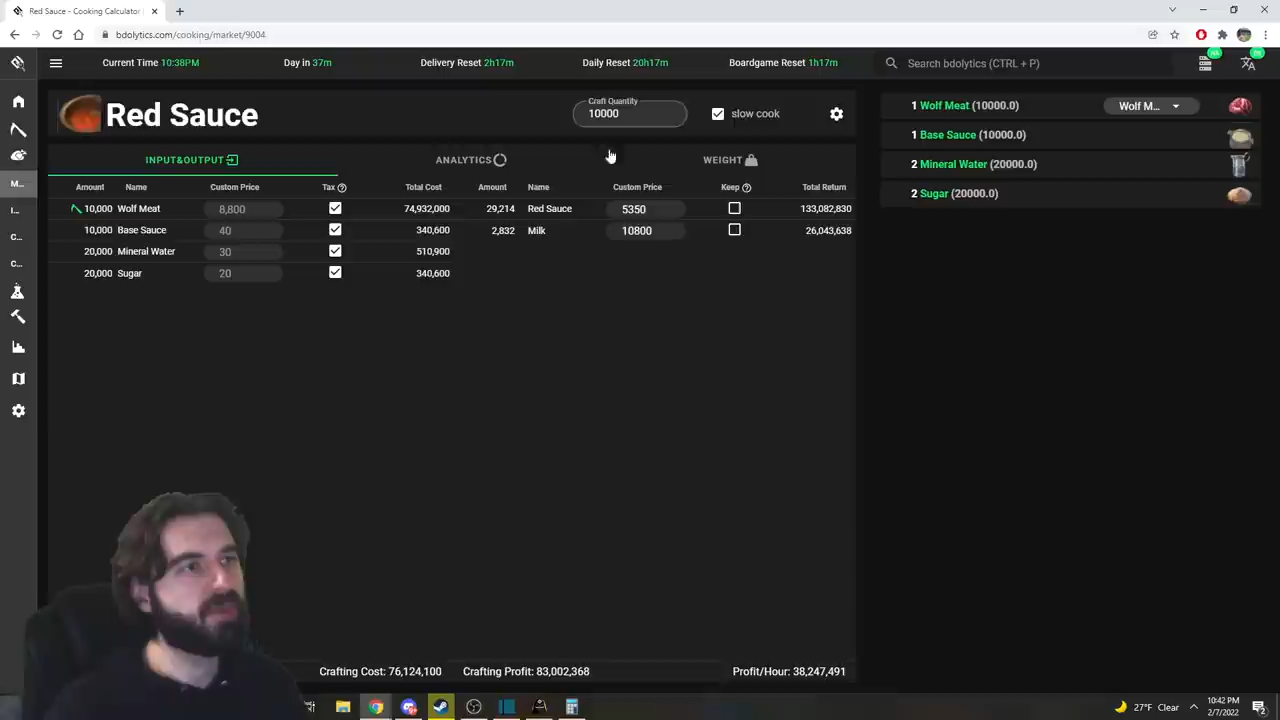 Red Sauce - Cooking Calculator
bdolytics.com/cooking/market/9004
Current Time 10:38PM
Day in 37m
Delivery Reset 2h17m
Daily Reset 20h17m
Boardgame Reset 1h17m
Search bdolytics (CTRL + P)
NA
EN
Red Sauce
Craft Quantity
10000
slow cook
INPUT&OUTPUT
ANALYTICS
WEIGHT
Amount Name Custom Price Tax Total Cost Amount Name Custom Price Keep Total Return
10,000 Wolf Meat 8,800 74,932,000 29,214 Red Sauce 5350 133,082,830
10,000 Base Sauce 40 340,600 2,832 Milk 10800 26,043,638
20,000 Mineral Water 30 510,900
20,000 Sugar 20 340,600
1 Wolf Meat (10000.0) Wolf M...
1 Base Sauce (10000.0)
2 Mineral Water (20000.0)
2 Sugar (20000.0)
M...
I...
C...
C...
Crafting Cost: 76,124,100
Crafting Profit: 83,002,368
Profit/Hour: 38,247,491
27°F Clear
10:42 PM
2/7/2022
2